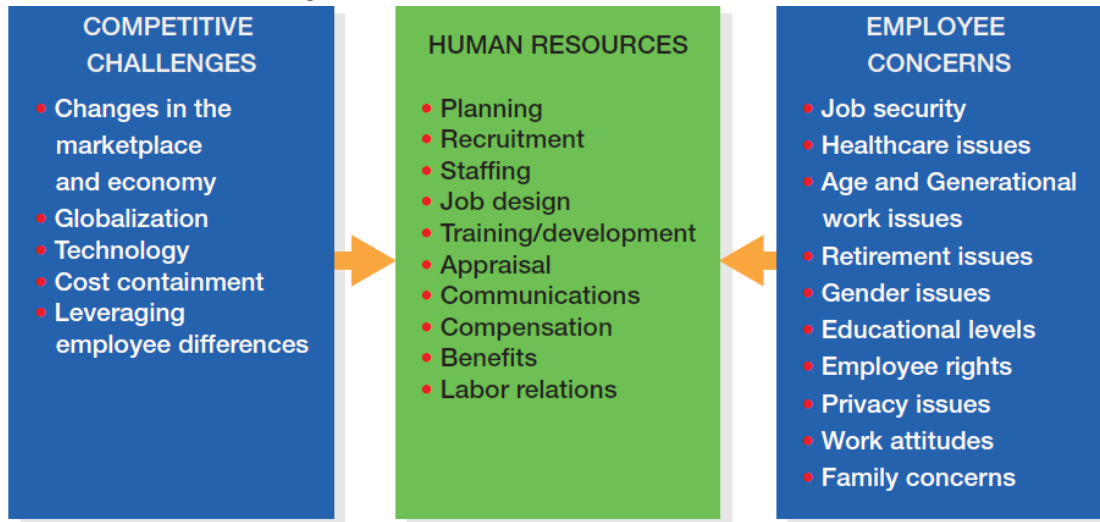 COMPETITIVE
CHALLENGES
• Changes in the
marketplace
and economy
• Globalization
• Technology
• Cost containment
• Leveraging
employee differences
HUMAN RESOURCES
• Planning
• Recruitment
• Staffing
• Job design
• Training/development
• Appraisal
• Communications
• Compensation
• Benefits
• Labor relations
EMPLOYEE
CONCERNS
• Job security
• Healthcare issues
• Age and Generational
work issues
• Retirement issues
• Gender issues
• Educational levels
• Employee rights
• Privacy issues
• Work attitudes
• Family concerns